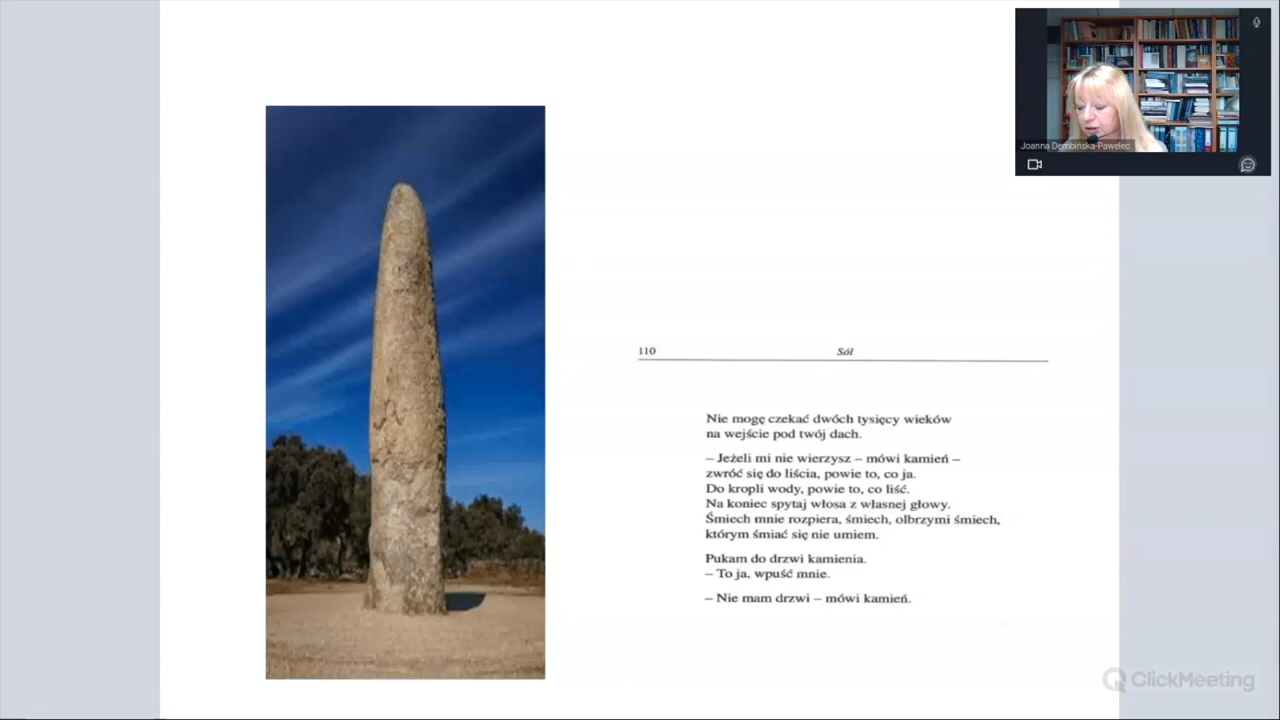 Joanna Dembińska-Pawelec
110 Sól
Nie mogę czekać dwóch tysięcy wieków
na wejście pod twój dach.
– Jeżeli mi nie wierzysz – mówi kamień –
zwróć się do liścia, powie to, co ja.
Do kropli wody, powie to, co liść.
Na koniec spytaj włosa z własnej głowy.
Śmiech mnie rozpiera, śmiech, olbrzymi śmiech,
którym śmiać się nie umiem.
Pukam do drzwi kamienia.
– To ja, wpuść mnie.
– Nie mam drzwi – mówi kamień.
ClickMeeting